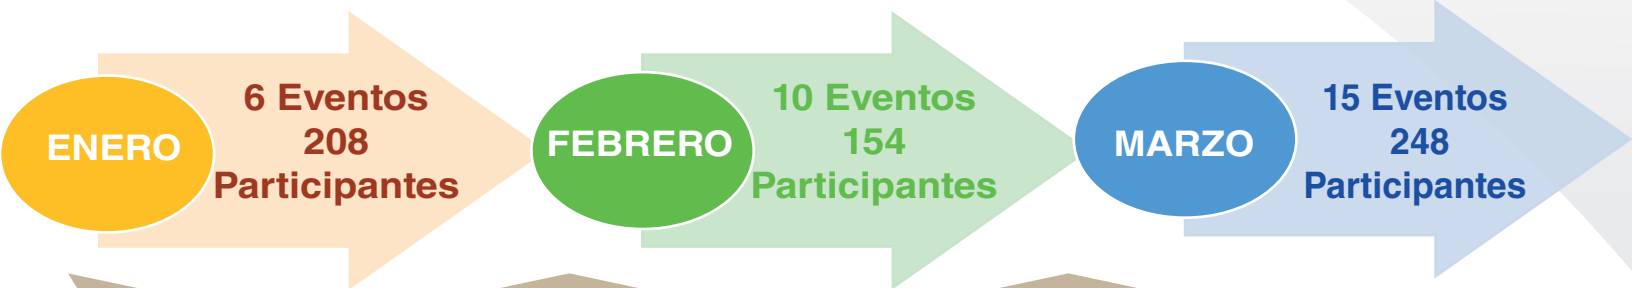 ENERO
6 Eventos
208
Participantes
FEBRERO
10 Eventos
154
Participantes
MARZO
15 Eventos
248
Participantes